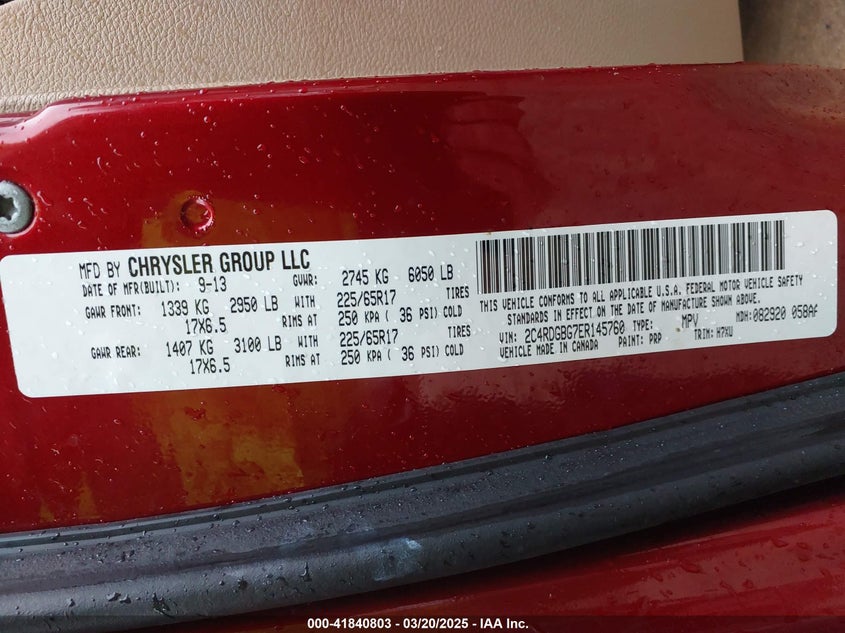 MFD BY CHRYSLER GROUP LLC
DATE OF MFR(BUILT): 9-13 GVWR: 2745 KG 6050 LB
GAWR FRONT: 1339 KG 2950 LB WITH 225/65R17 TIRES
17X6.5 RIMS AT 250 KPA ( 36 PSI) COLD
GAWR REAR: 1407 KG 3100 LB WITH 225/65R17 TIRES
17X6.5 RIMS AT 250 KPA ( 36 PSI) COLD
THIS VEHICLE CONFORMS TO ALL APPLICABLE U.S.A. FEDERAL MOTOR VEHICLE SAFETY
STANDARDS IN EFFECT ON THE DATE OF MANUFACTURE SHOWN ABOVE.
VIN: 2C4RDGBG7ER145760 TYPE: MPV MDH: 082920 058AF
VEHICLE MADE IN CANADA PAINT: PRP TRIM: H7XU
000-41840803 / 03/20/2025 - IAA Inc.